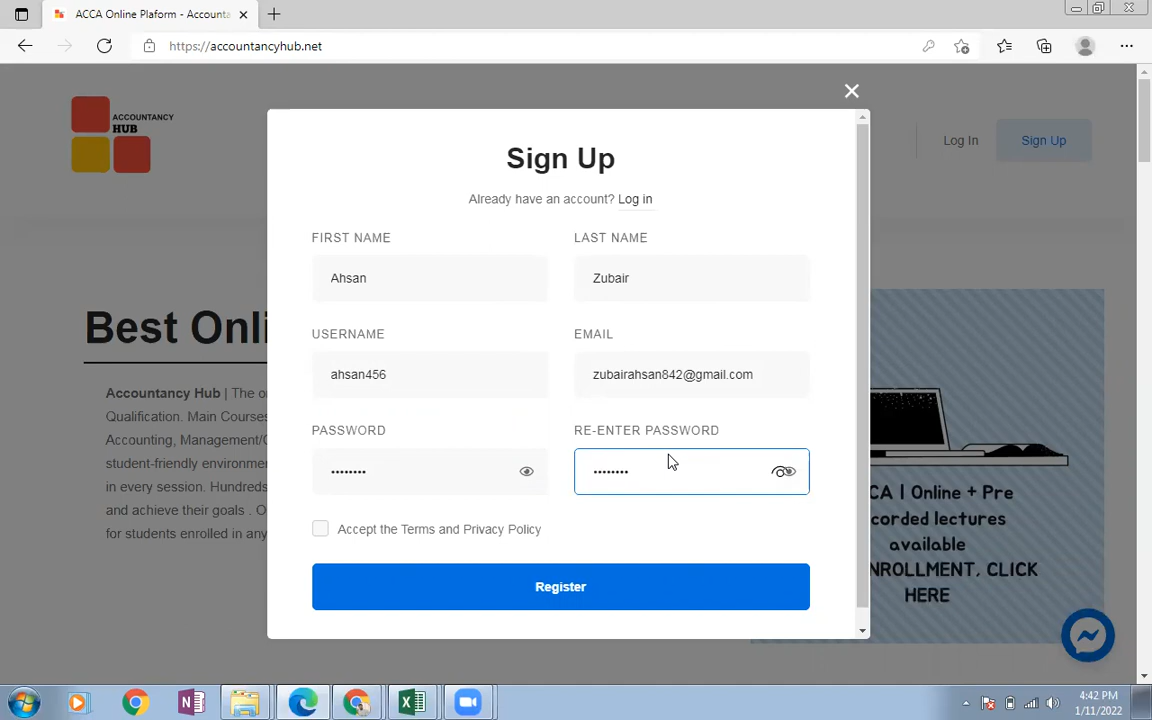 ACCA Online Plaform - Accounta
https://accountancyhub.net
ACCOUNTANCY
HUB
Log In
Sign Up
Sign Up
Already have an account? Log in
FIRST NAME
LAST NAME
Ahsan
Zubair
USERNAME
EMAIL
ahsan456
zubairahsan842@gmail.com
PASSWORD
RE-ENTER PASSWORD
••••••••
••••••••
Accept the Terms and Privacy Policy
Register
Best Onli
Accountancy Hub | The o
Qualification. Main Courses
Accounting, Management/C
student-friendly environme
in every session. Hundreds
and achieve their goals . O
for students enrolled in any
CA | Online + Pre
corded lectures
available
ENROLLMENT, CLICK
HERE
4:42 PM
1/11/2022